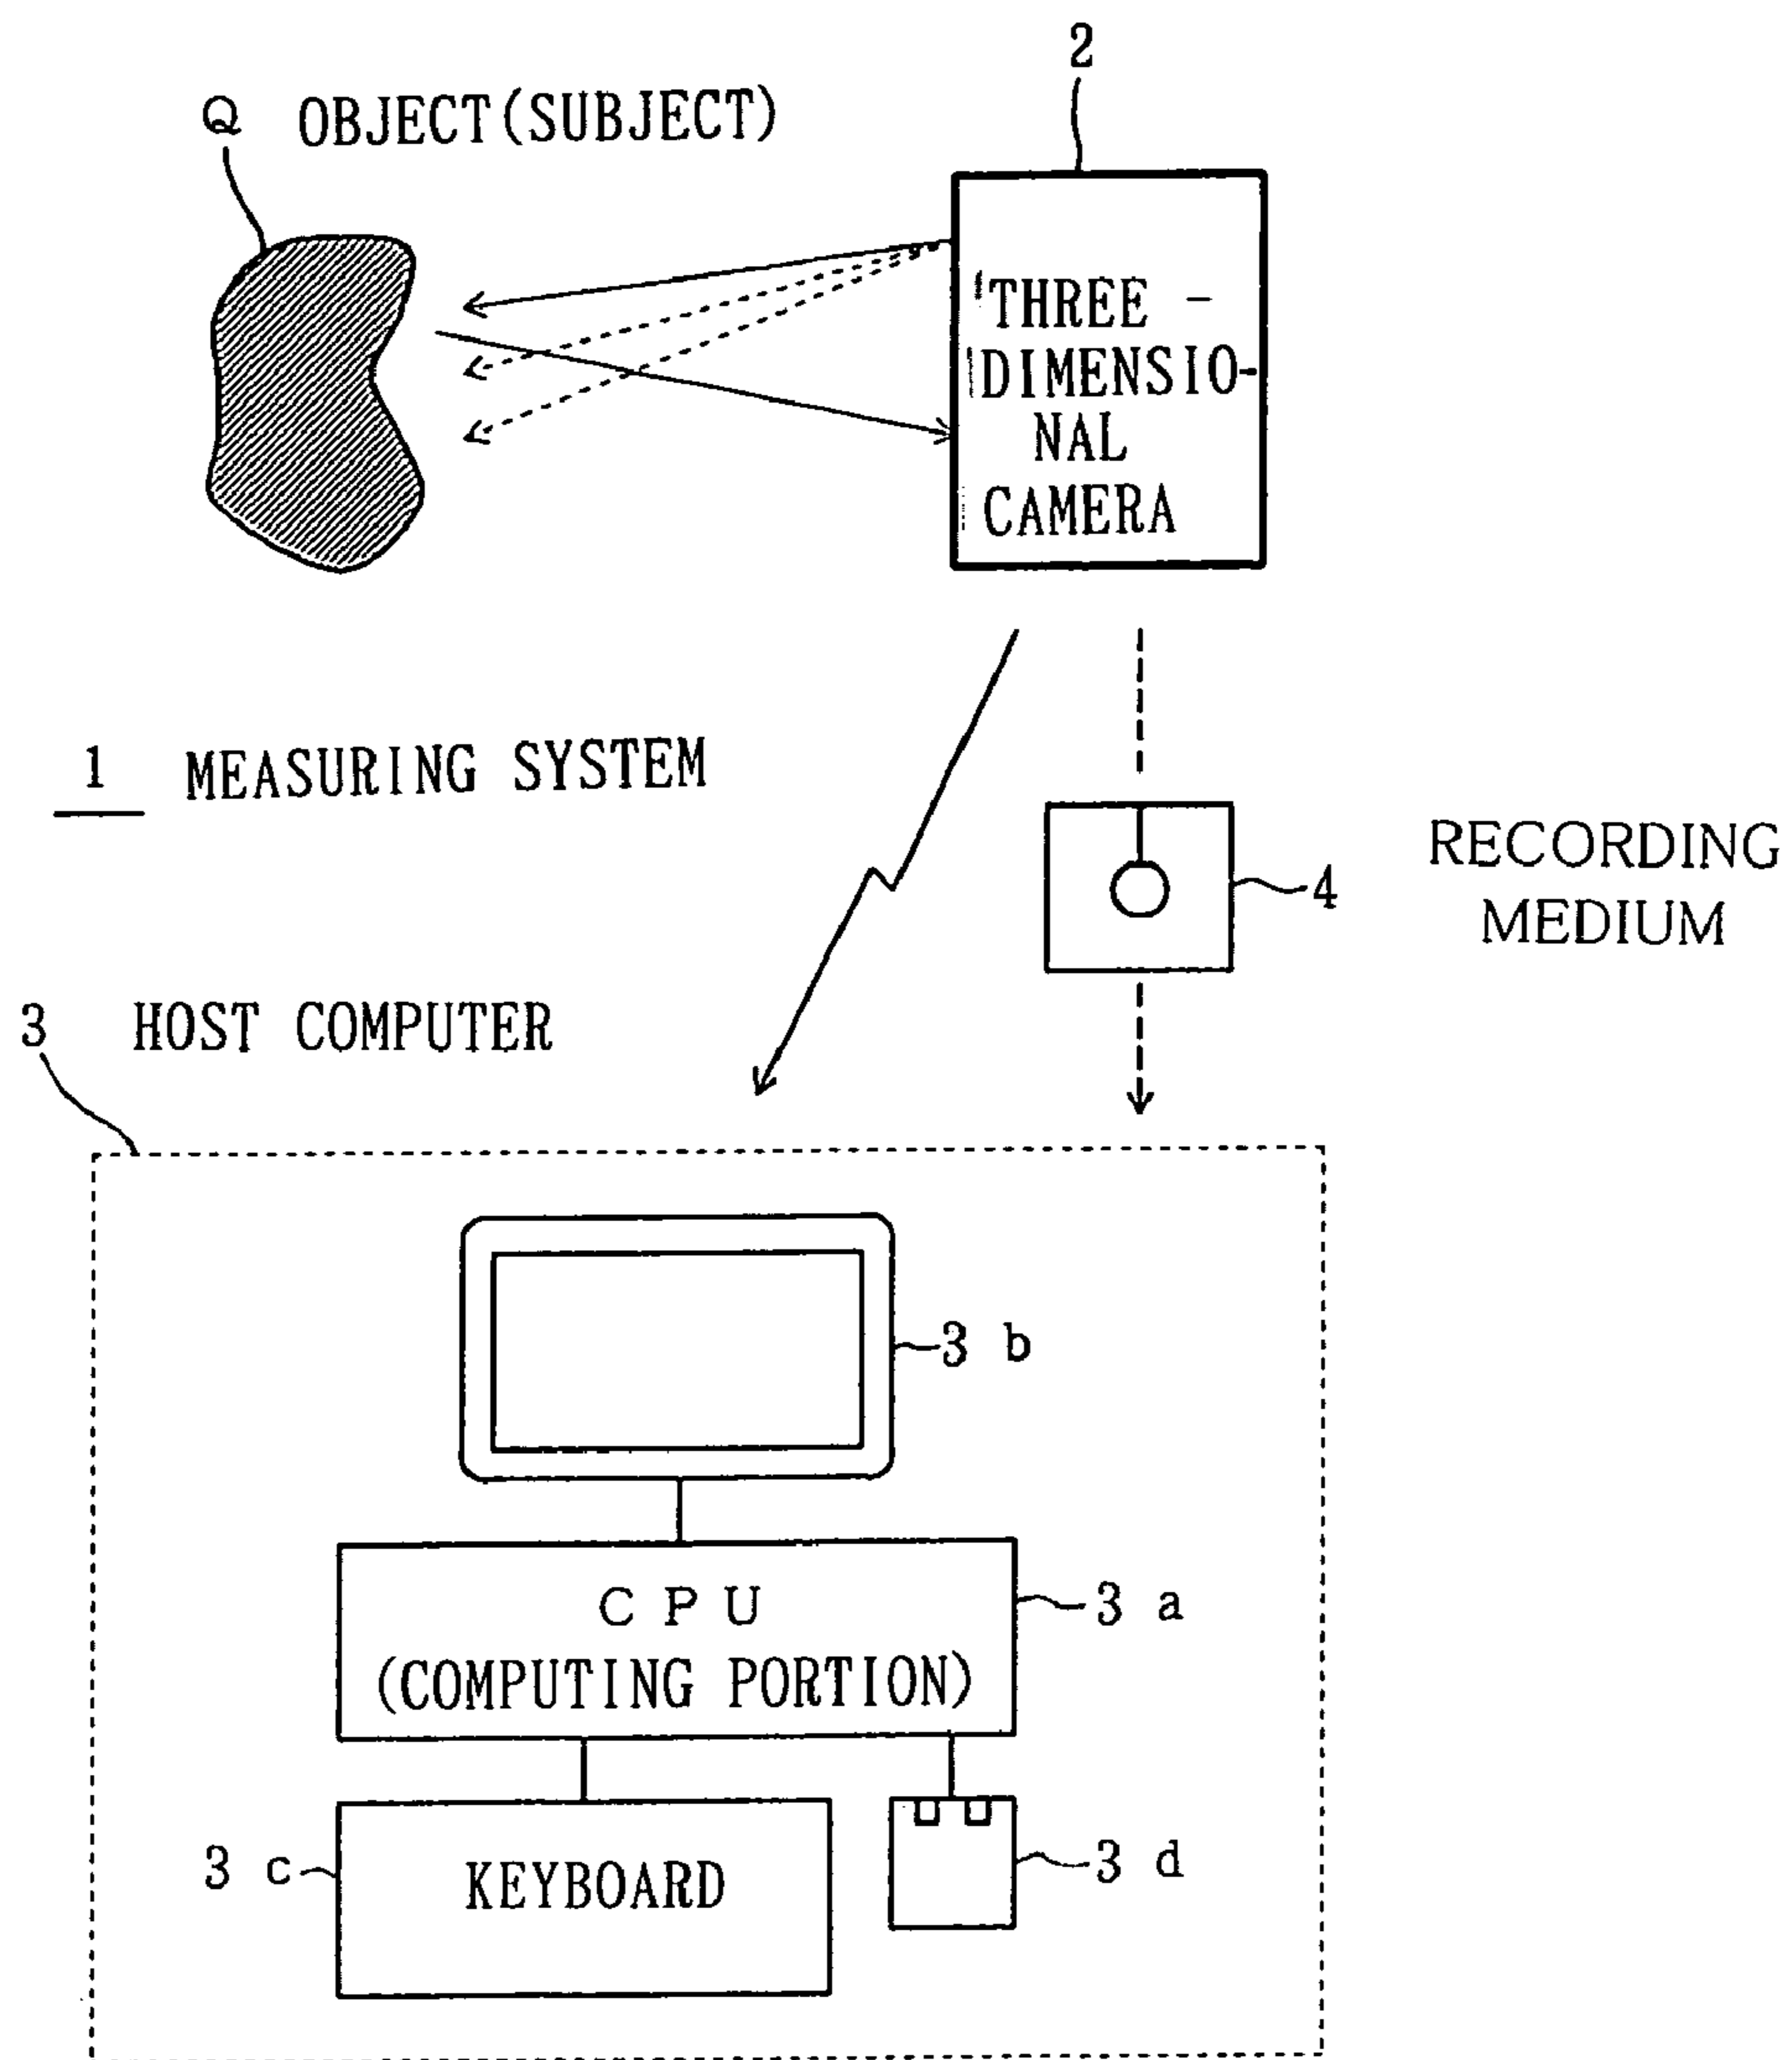 2
Q OBJECT(SUBJECT)
THREE -
DIMENSIO-
NAL
CAMERA
1 MEASURING SYSTEM
4
RECORDING
MEDIUM
3 HOST COMPUTER
3 b
CPU
(COMPUTING PORTION)
3 a
3 c
KEYBOARD
3 d